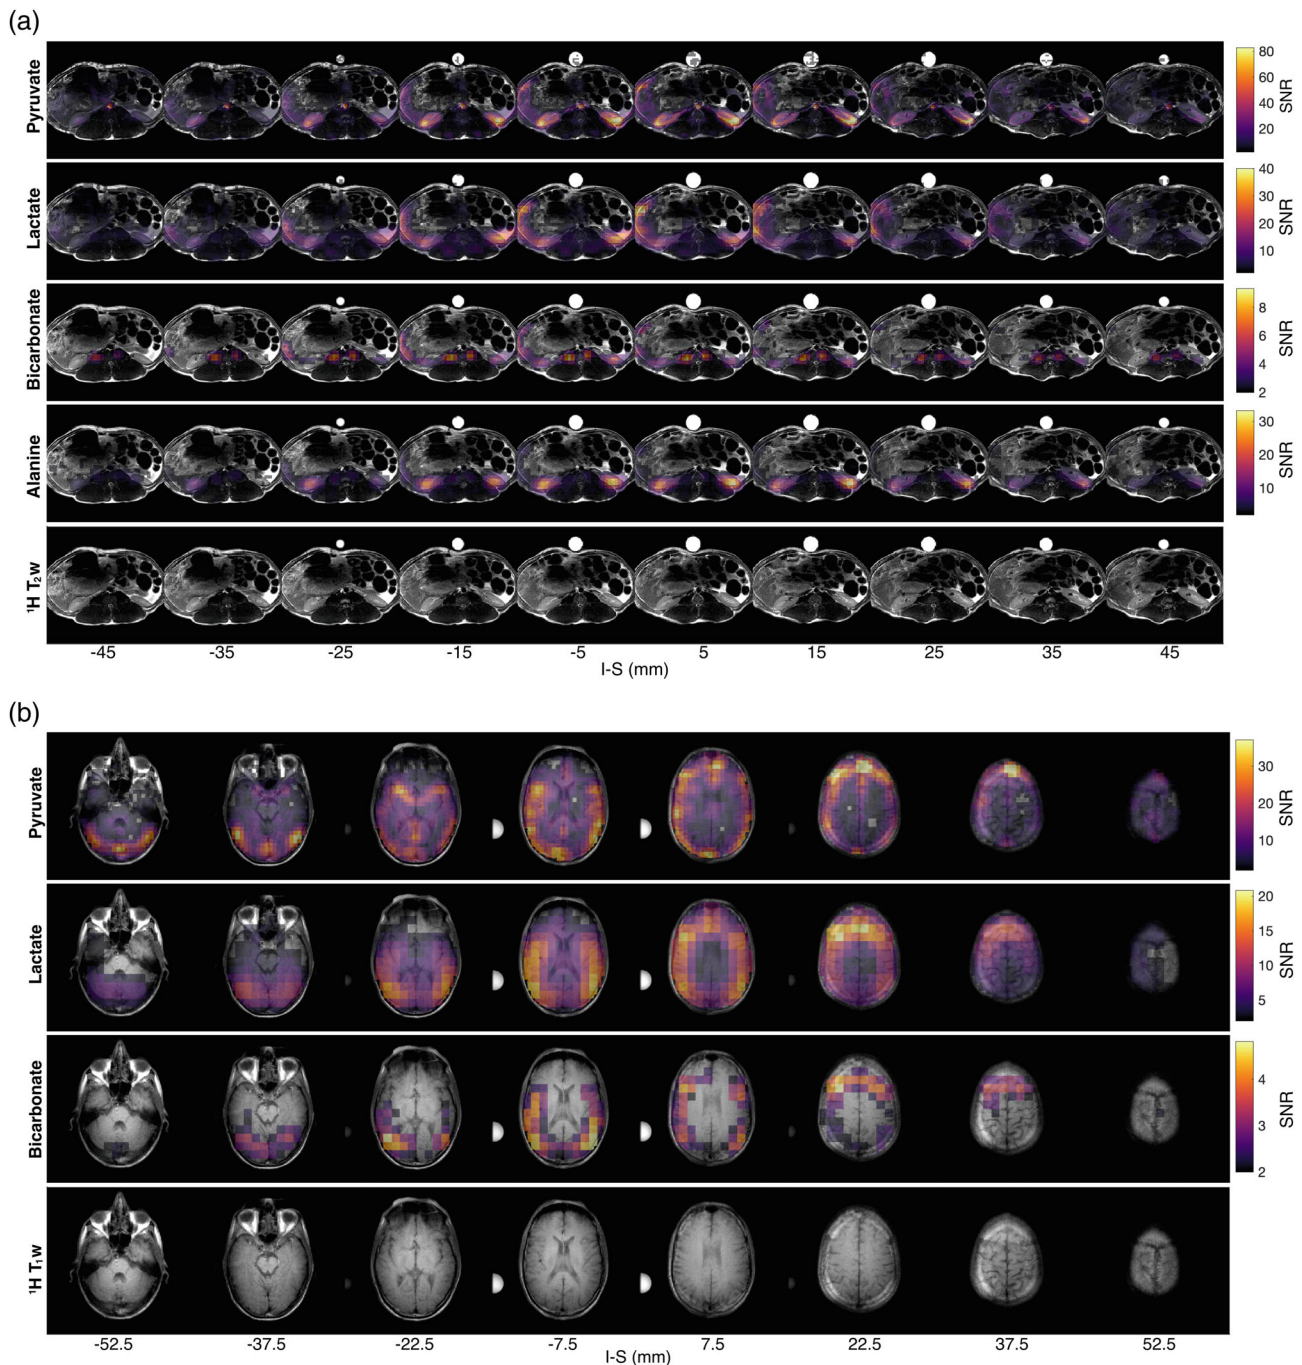 (a)
Pyruvate
80
60
40
20
SNR
Lactate
40
30
20
10
SNR
Bicarbonate
8
6
4
2
SNR
Alanine
30
20
10
SNR
¹H T₂w
-45 -35 -25 -15 -5 5 15 25 35 45
I-S (mm)
(b)
Pyruvate
30
20
10
SNR
Lactate
20
15
10
5
SNR
Bicarbonate
4
3
2
SNR
¹H T₁w
-52.5 -37.5 -22.5 -7.5 7.5 22.5 37.5 52.5
I-S (mm)